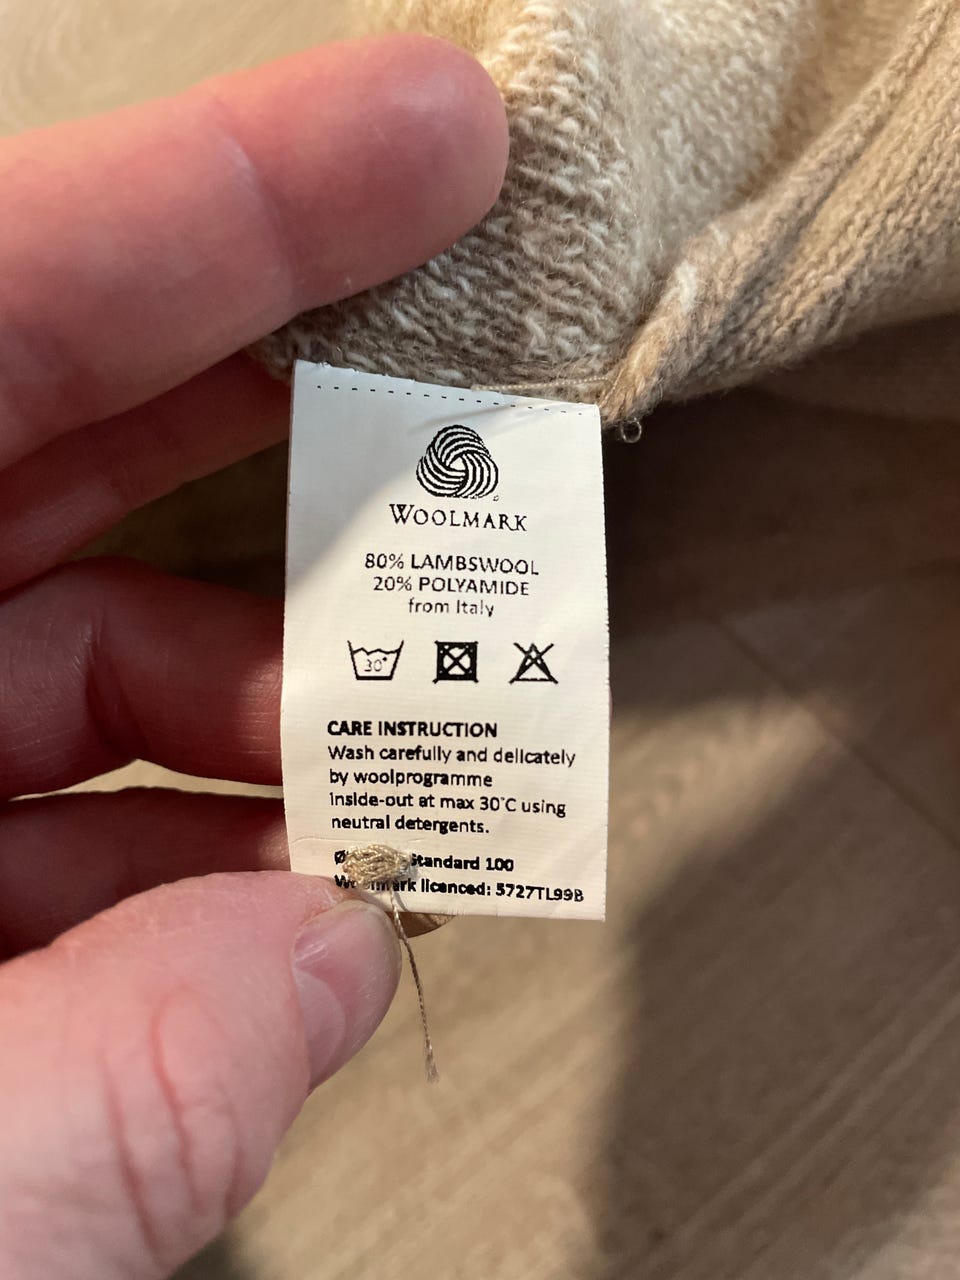 WOOLMARK
80% LAMBSWOOL
20% POLYAMIDE
from Italy
30°
CARE INSTRUCTION
Wash carefully and delicately
by woolprogramme
inside-out at max 30°C using
neutral detergents.
Standard 100
licenced: 5727TL99B